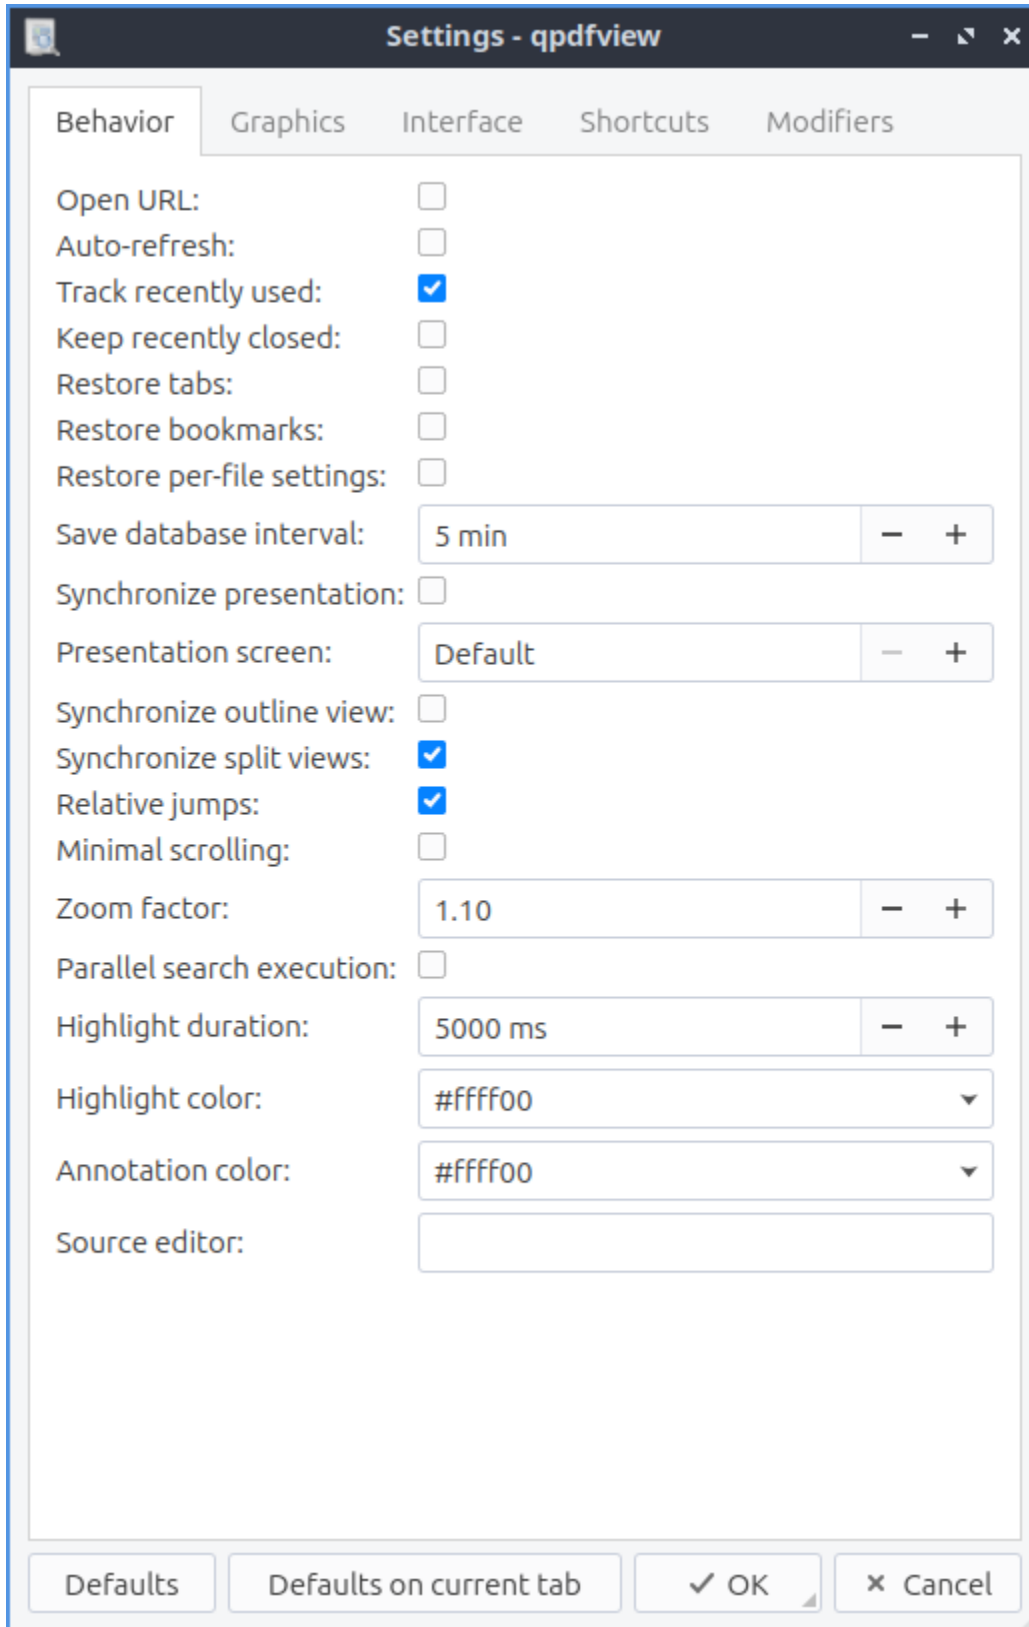 Settings - qpdfview
Behavior Graphics Interface Shortcuts Modifiers
Open URL:
Auto-refresh:
Track recently used:
Keep recently closed:
Restore tabs:
Restore bookmarks:
Restore per-file settings:
Save database interval: 5 min
Synchronize presentation:
Presentation screen: Default
Synchronize outline view:
Synchronize split views:
Relative jumps:
Minimal scrolling:
Zoom factor: 1.10
Parallel search execution:
Highlight duration: 5000 ms
Highlight color: #ffff00
Annotation color: #ffff00
Source editor:
Defaults Defaults on current tab OK Cancel